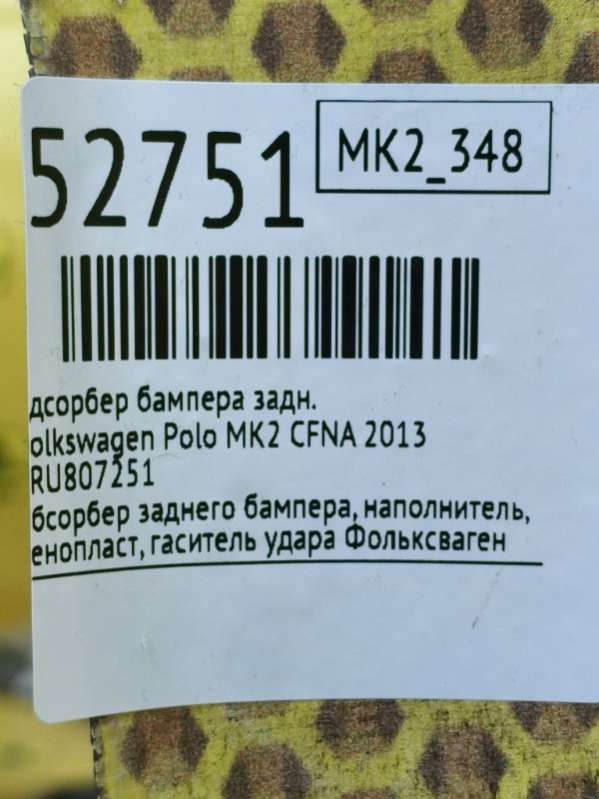 52751
MK2_348
дсорбер бампера задн.
olkswagen Polo MK2 CFNA 2013
RU807251
бсорбер заднего бампера, наполнитель,
енопласт, гаситель удара Фольксваген